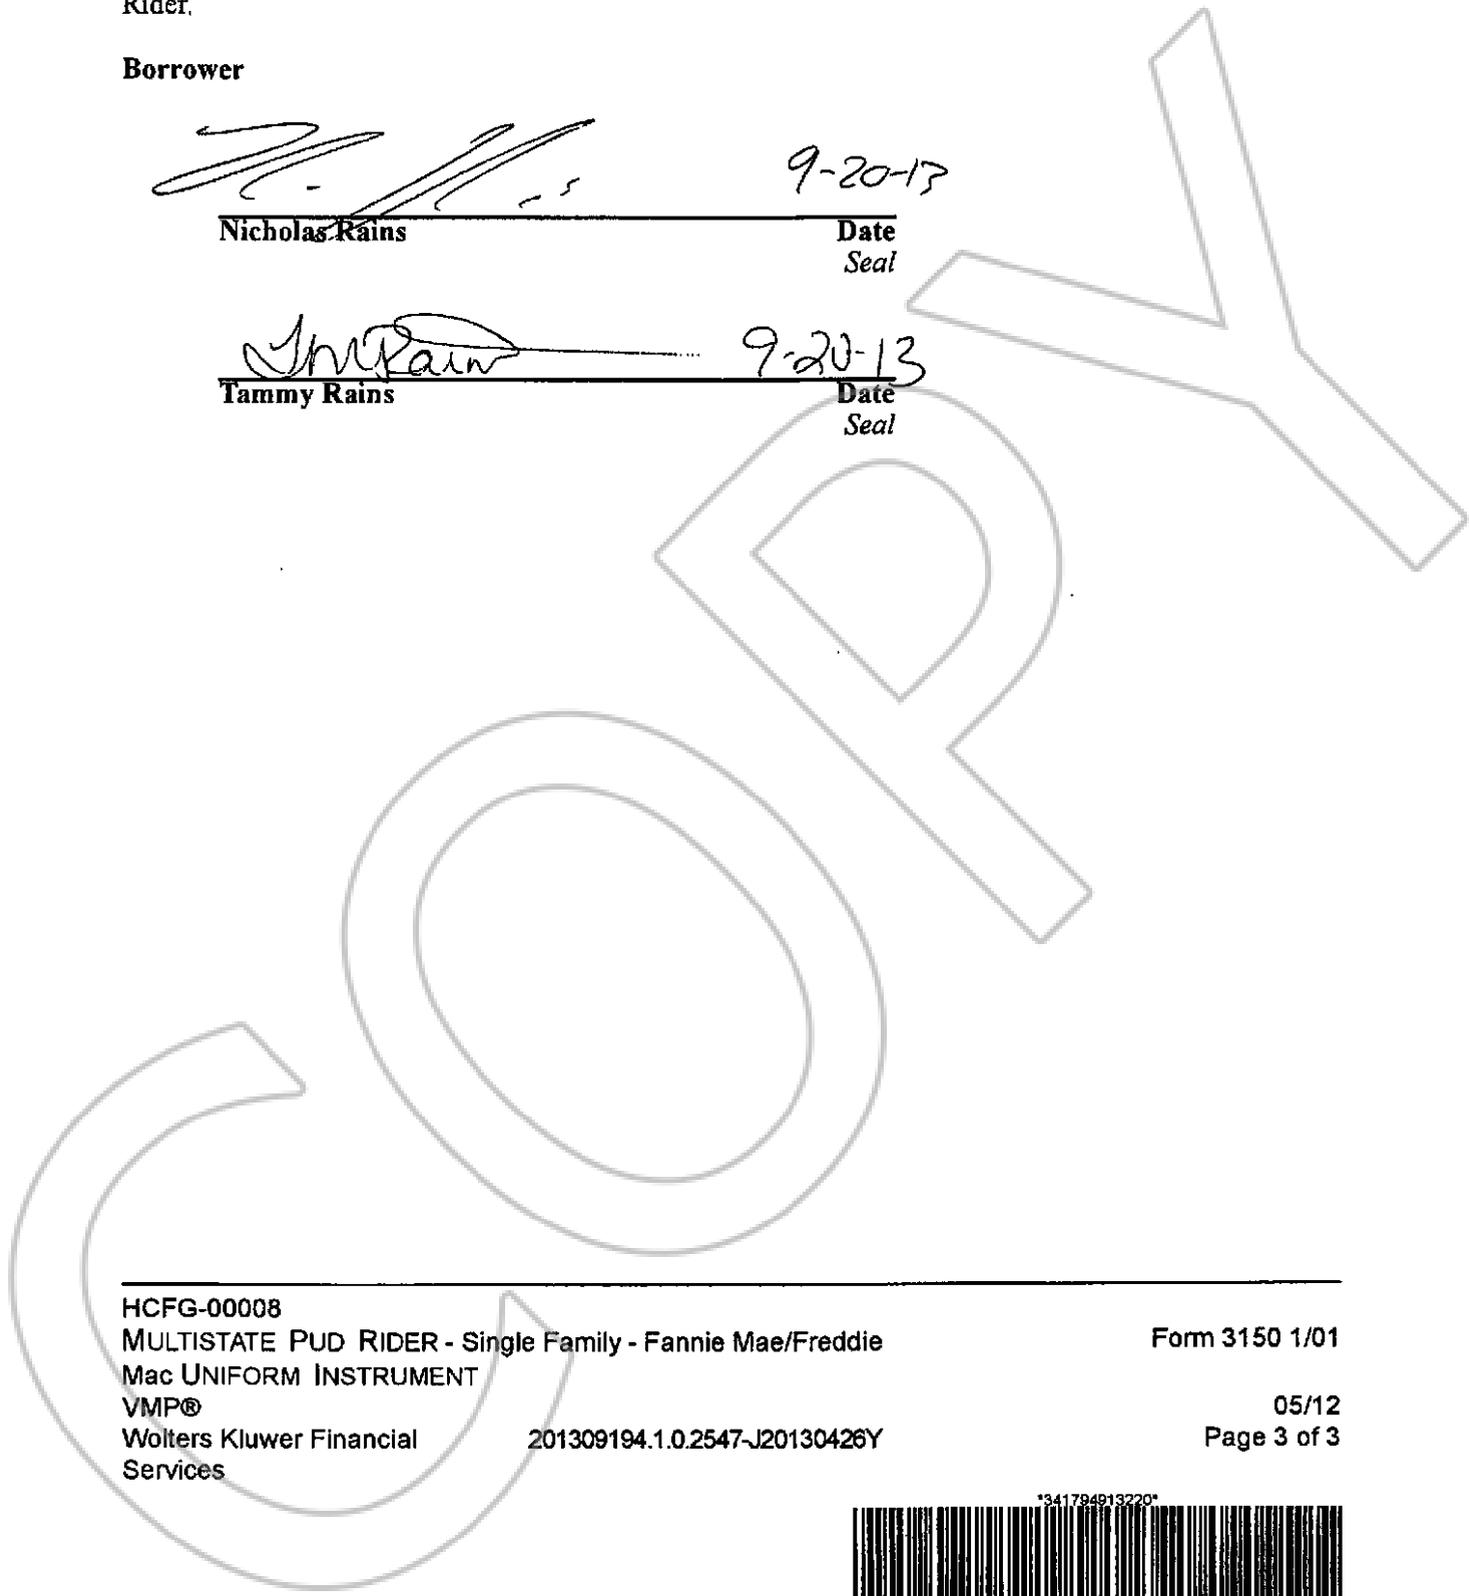 Rider.
Borrower
9-20-13
Nicholas Rains Date
Seal
9-20-13
Tammy Rains Date
Seal
COPY
HCFG-00008
MULTISTATE PUD RIDER - Single Family - Fannie Mae/Freddie Form 3150 1/01
Mac UNIFORM INSTRUMENT
VMP® 05/12
Wolters Kluwer Financial 201309194.1.0.2547-J20130426Y Page 3 of 3
Services
*341794913220*